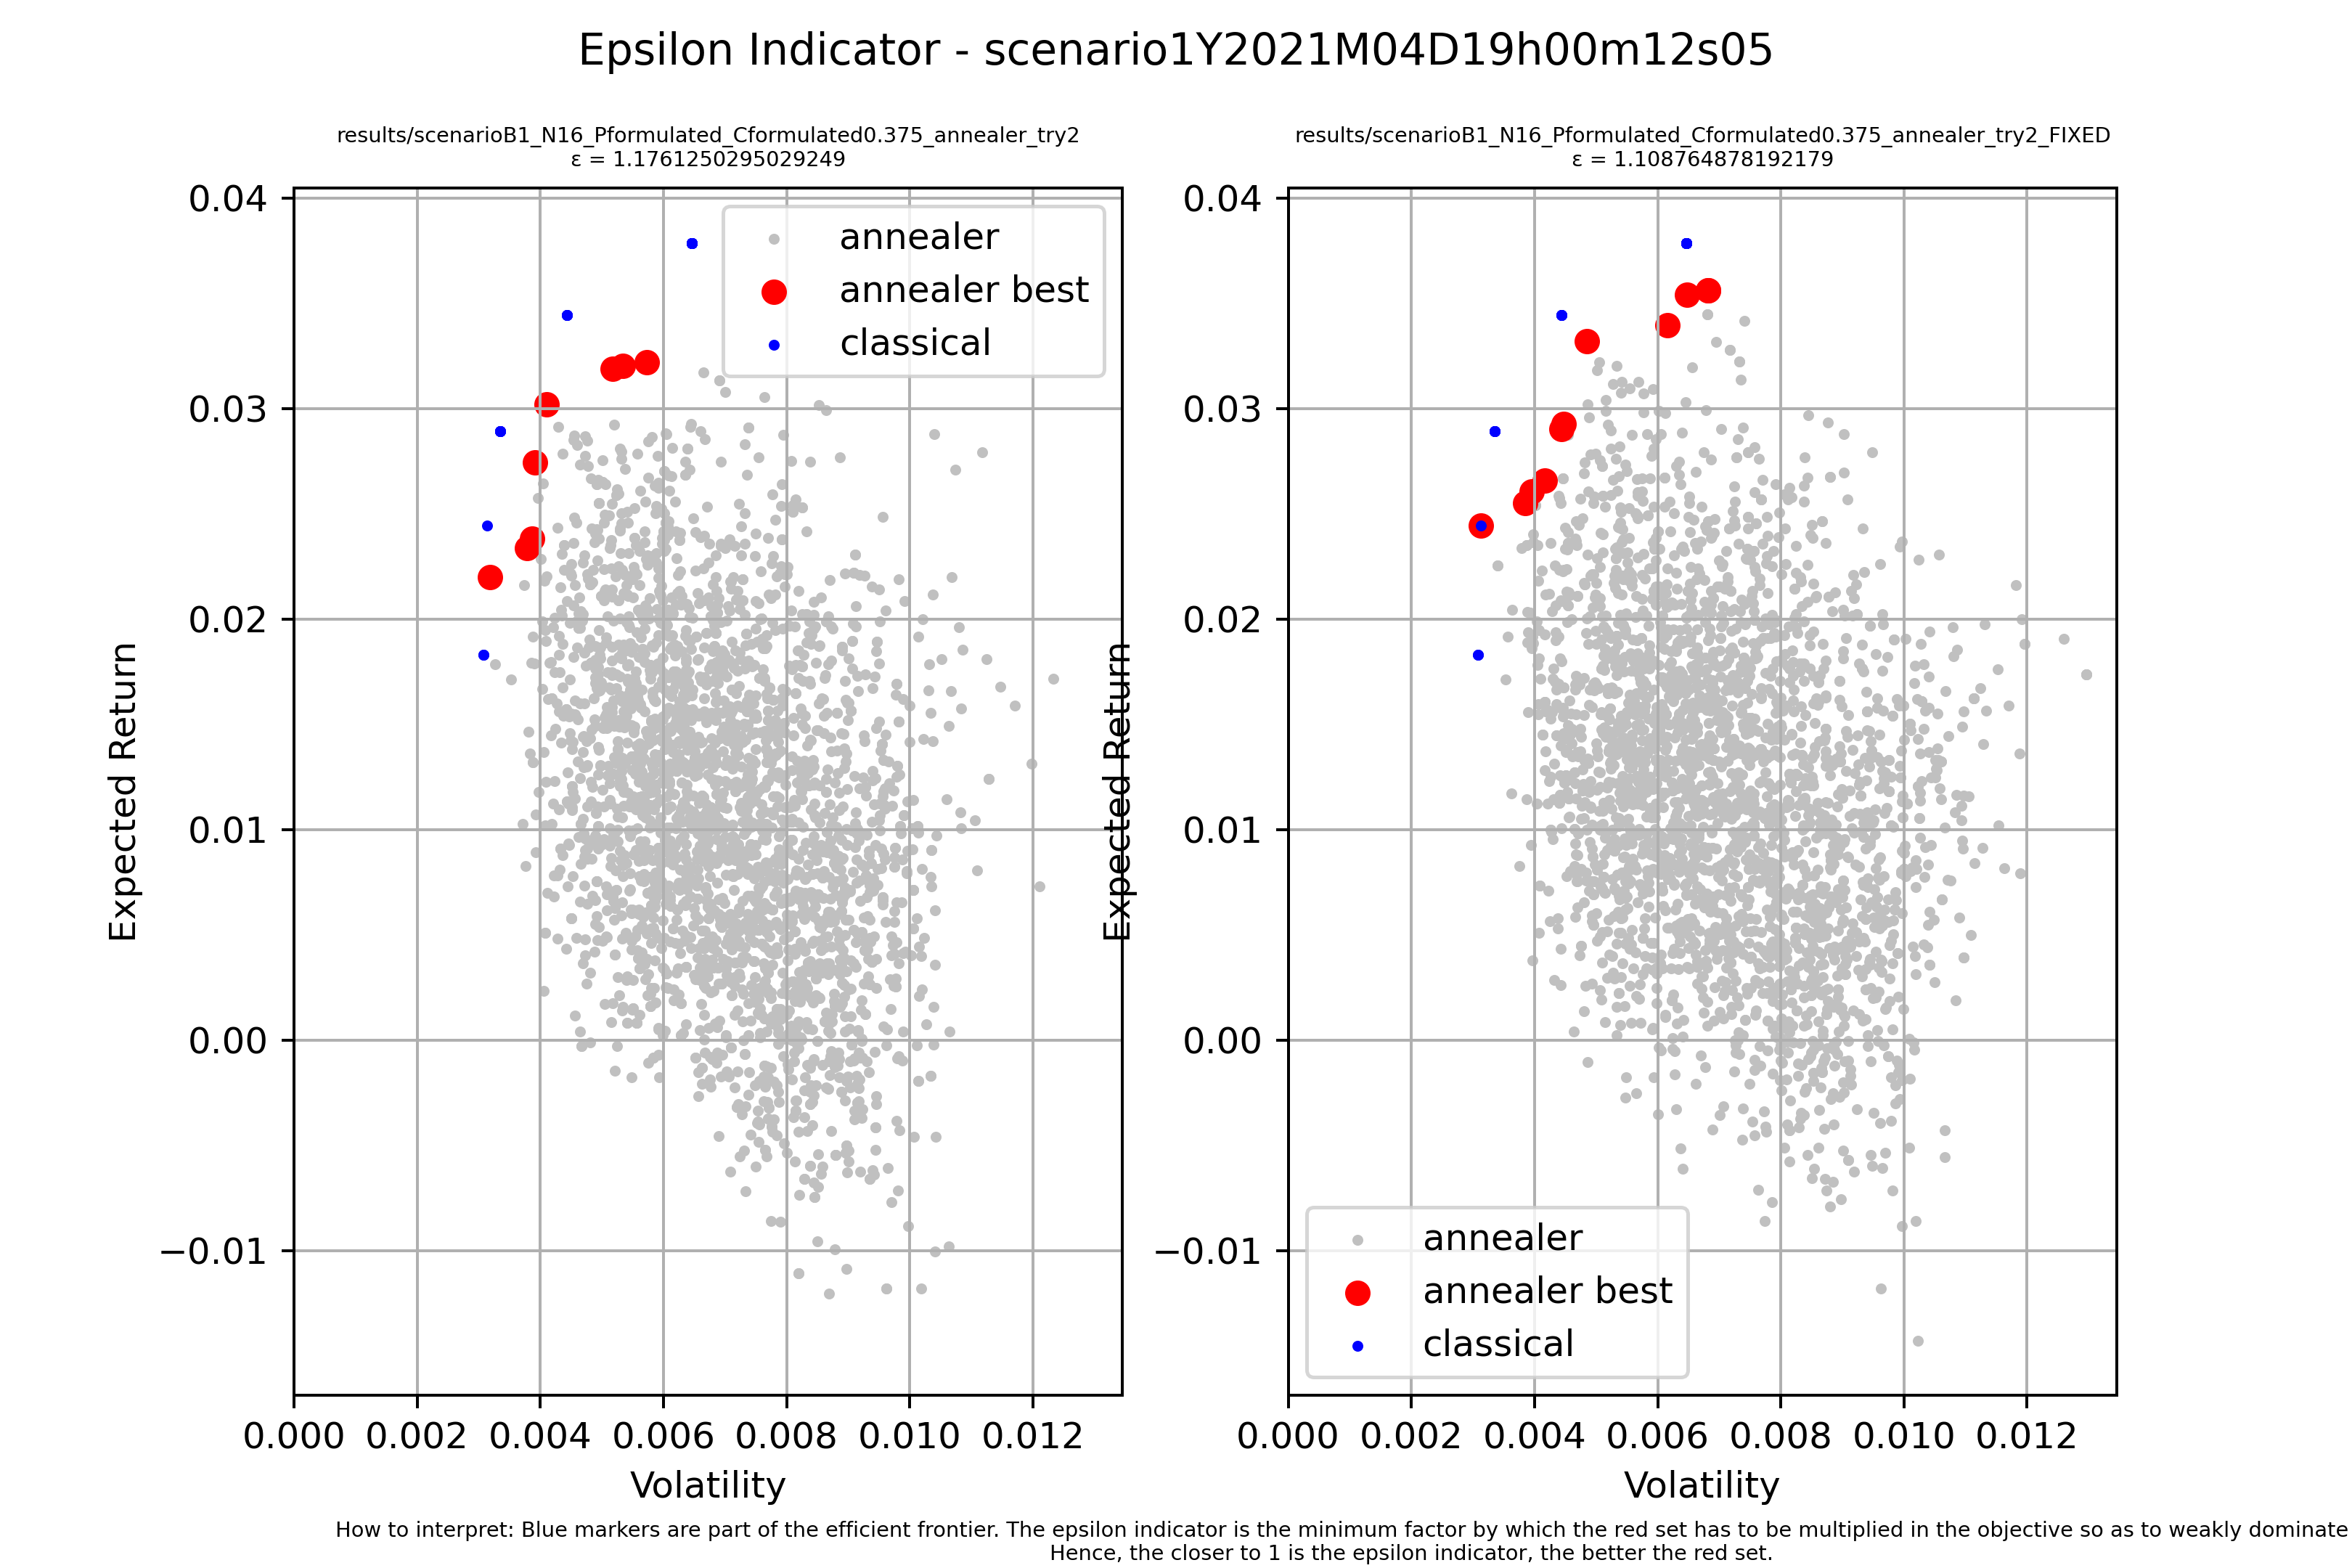 Epsilon Indicator - scenario1Y2021M04D19h00m12s05
results/scenarioB1_N16_Pformulated_Cformulated0.375_annealer_try2
ε = 1.1761250295029249
0.04
0.03
0.02
0.01
0.00
−0.01
Expected Return
annealer
annealer best
classical
0.000 0.002 0.004 0.006 0.008 0.010 0.012
Volatility
results/scenarioB1_N16_Pformulated_Cformulated0.375_annealer_try2_FIXED
ε = 1.108764878192179
0.04
0.03
0.02
0.01
0.00
−0.01
Expected Return
annealer
annealer best
classical
0.000 0.002 0.004 0.006 0.008 0.010 0.012
Volatility
How to interpret: Blue markers are part of the efficient frontier. The epsilon indicator is the minimum factor by which the red set has to be multiplied in the objective so as to weakly dominate
Hence, the closer to 1 is the epsilon indicator, the better the red set.